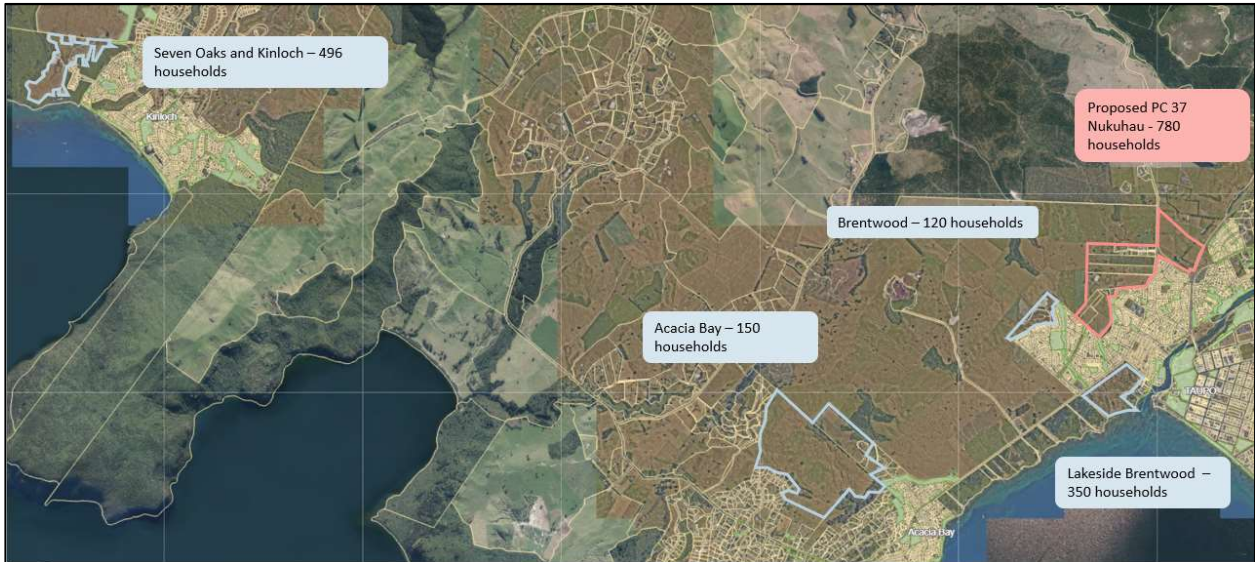 Seven Oaks and Kinloch – 496
households
Kinloch
Proposed PC 37
Nukuhau - 780
households
Brentwood – 120 households
Acacia Bay – 150
households
TAUPO
Lakeside Brentwood –
350 households
Acacia Bay